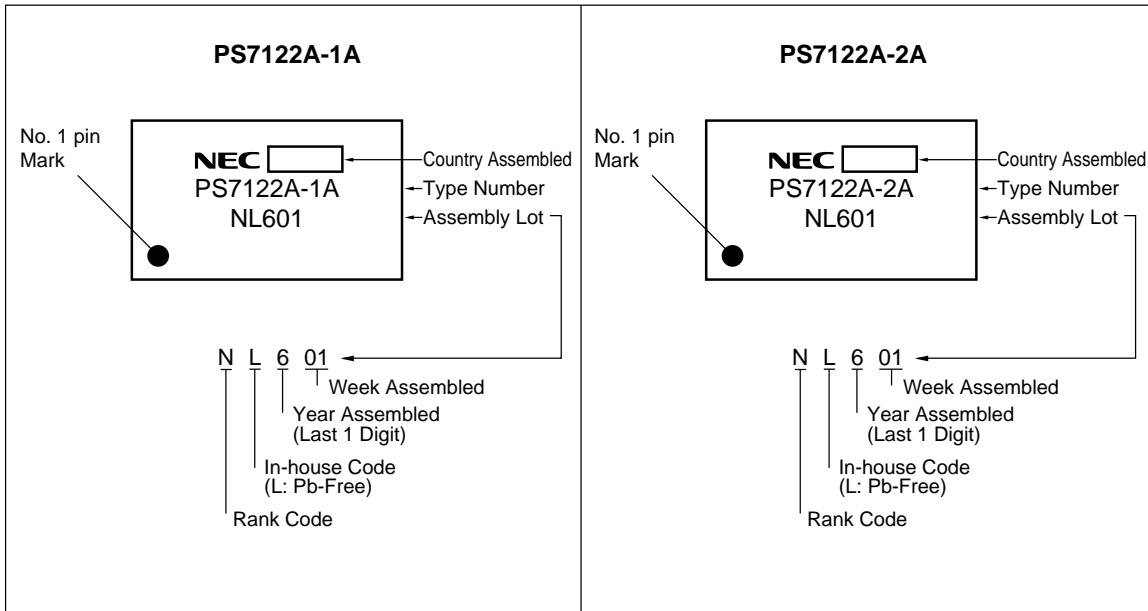 PS7122A-1A
No. 1 pin
Mark
NEC
Country Assembled
PS7122A-1A
Type Number
NL601
Assembly Lot
N L 6 01
Week Assembled
Year Assembled
(Last 1 Digit)
In-house Code
(L: Pb-Free)
Rank Code
PS7122A-2A
No. 1 pin
Mark
NEC
Country Assembled
PS7122A-2A
Type Number
NL601
Assembly Lot
N L 6 01
Week Assembled
Year Assembled
(Last 1 Digit)
In-house Code
(L: Pb-Free)
Rank Code